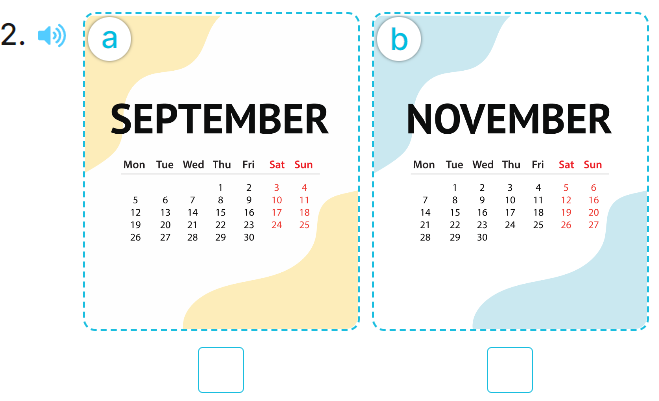 2.
a
SEPTEMBER
Mon Tue Wed Thu Fri Sat Sun
1 2 3 4
5 6 7 8 9 10 11
12 13 14 15 16 17 18
19 20 21 22 23 24 25
26 27 28 29 30
b
NOVEMBER
Mon Tue Wed Thu Fri Sat Sun
1 2 3 4 5 6
7 8 9 10 11 12 16
14 15 16 17 18 19 20
21 22 23 24 25 26 27
28 29 30